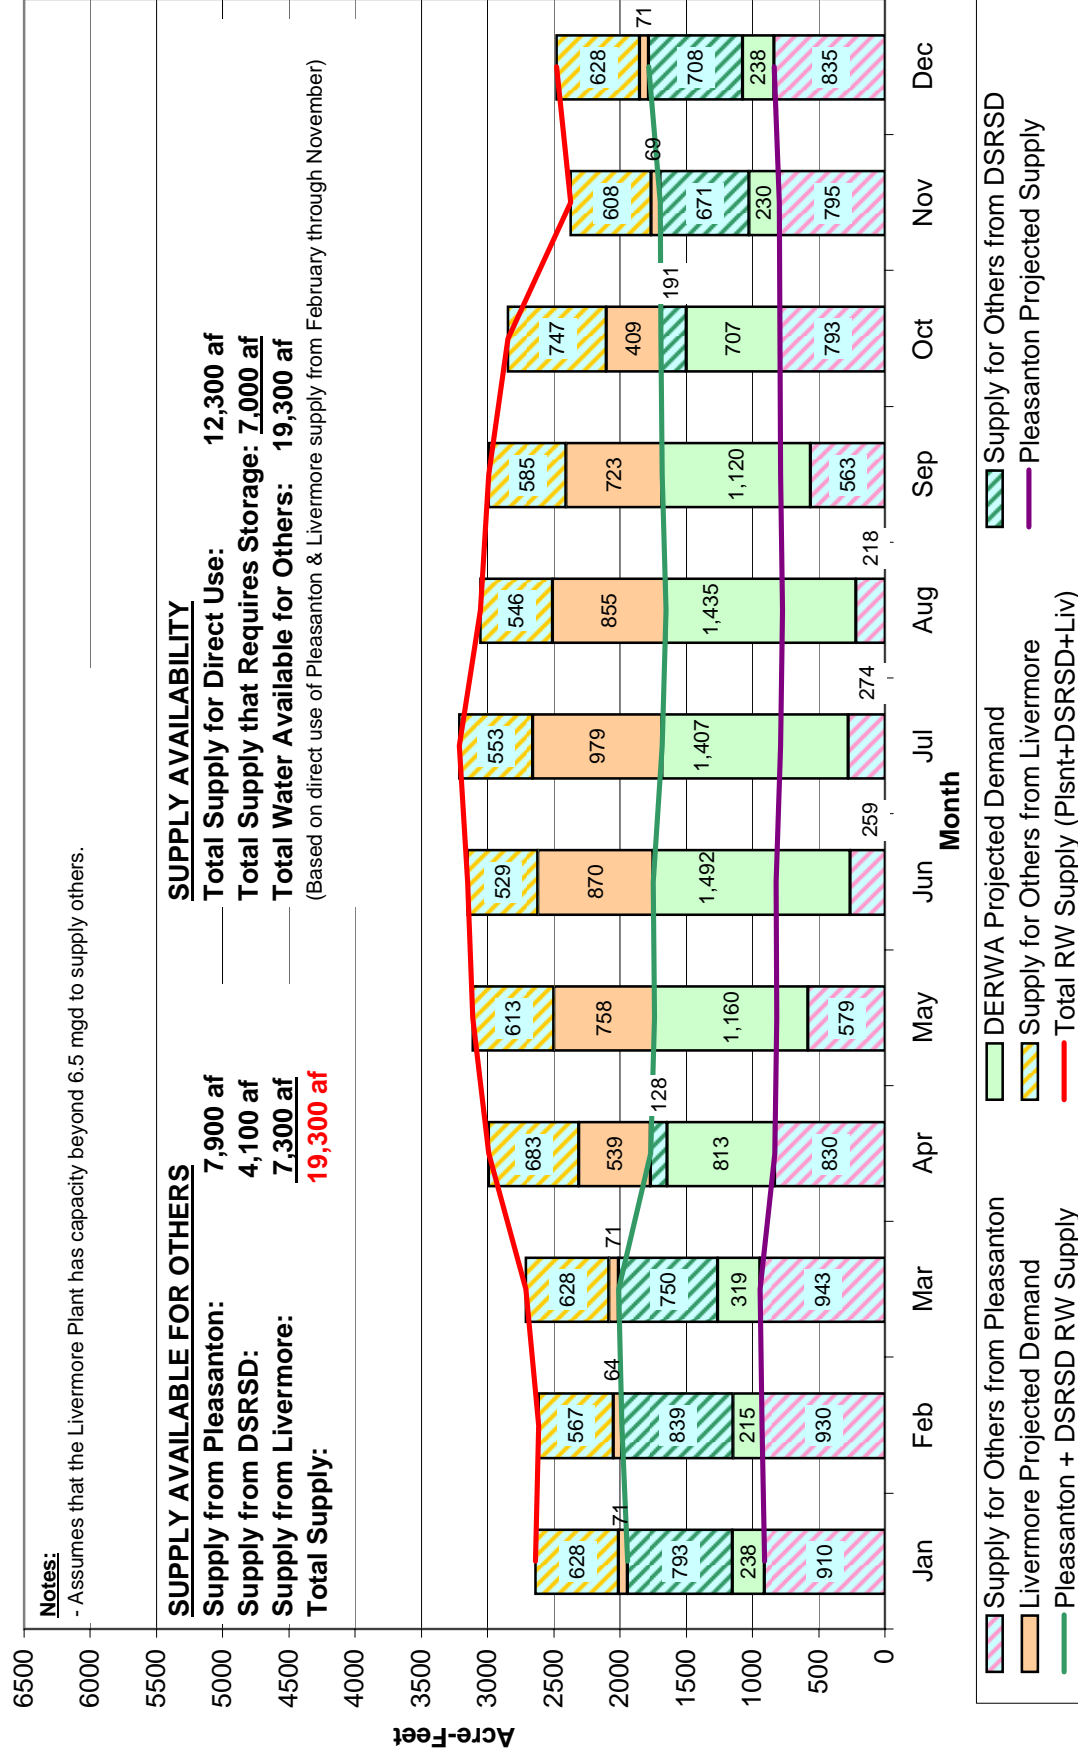 Notes:
- Assumes that the Livermore Plant has capacity beyond 6.5 mgd to supply others.
SUPPLY AVAILABLE FOR OTHERS
Supply from Pleasanton: 7,900 af
Supply from DSRSD: 4,100 af
Supply from Livermore: 7,300 af
Total Supply: 19,300 af
SUPPLY AVAILABILITY
Total Supply for Direct Use: 12,300 af
Total Supply that Requires Storage: 7,000 af
Total Water Available for Others: 19,300 af
(Based on direct use of Pleasanton & Livermore supply from February through November)
Acre-Feet
6500
6000
5500
5000
4500
4000
3500
3000
2500
2000
1500
1000
500
0
628 567 628 683 613 529 553 546 585 747 608 628
71 64 71 539 758 870 979 855 723 409 69 71
793 839 750 128 191 671 708
238 215 319 813 1,160 1,492 1,407 1,435 1,120 707 230 238
910 930 943 830 579 259 274 218 563 793 795 835
Jan Feb Mar Apr May Jun Jul Aug Sep Oct Nov Dec
Month
Supply for Others from Pleasanton DERWA Projected Demand Supply for Others from DSRSD
Livermore Projected Demand Supply for Others from Livermore Pleasanton Projected Supply
Pleasanton + DSRSD RW Supply Total RW Supply (Plsnt+DSRSD+Liv)